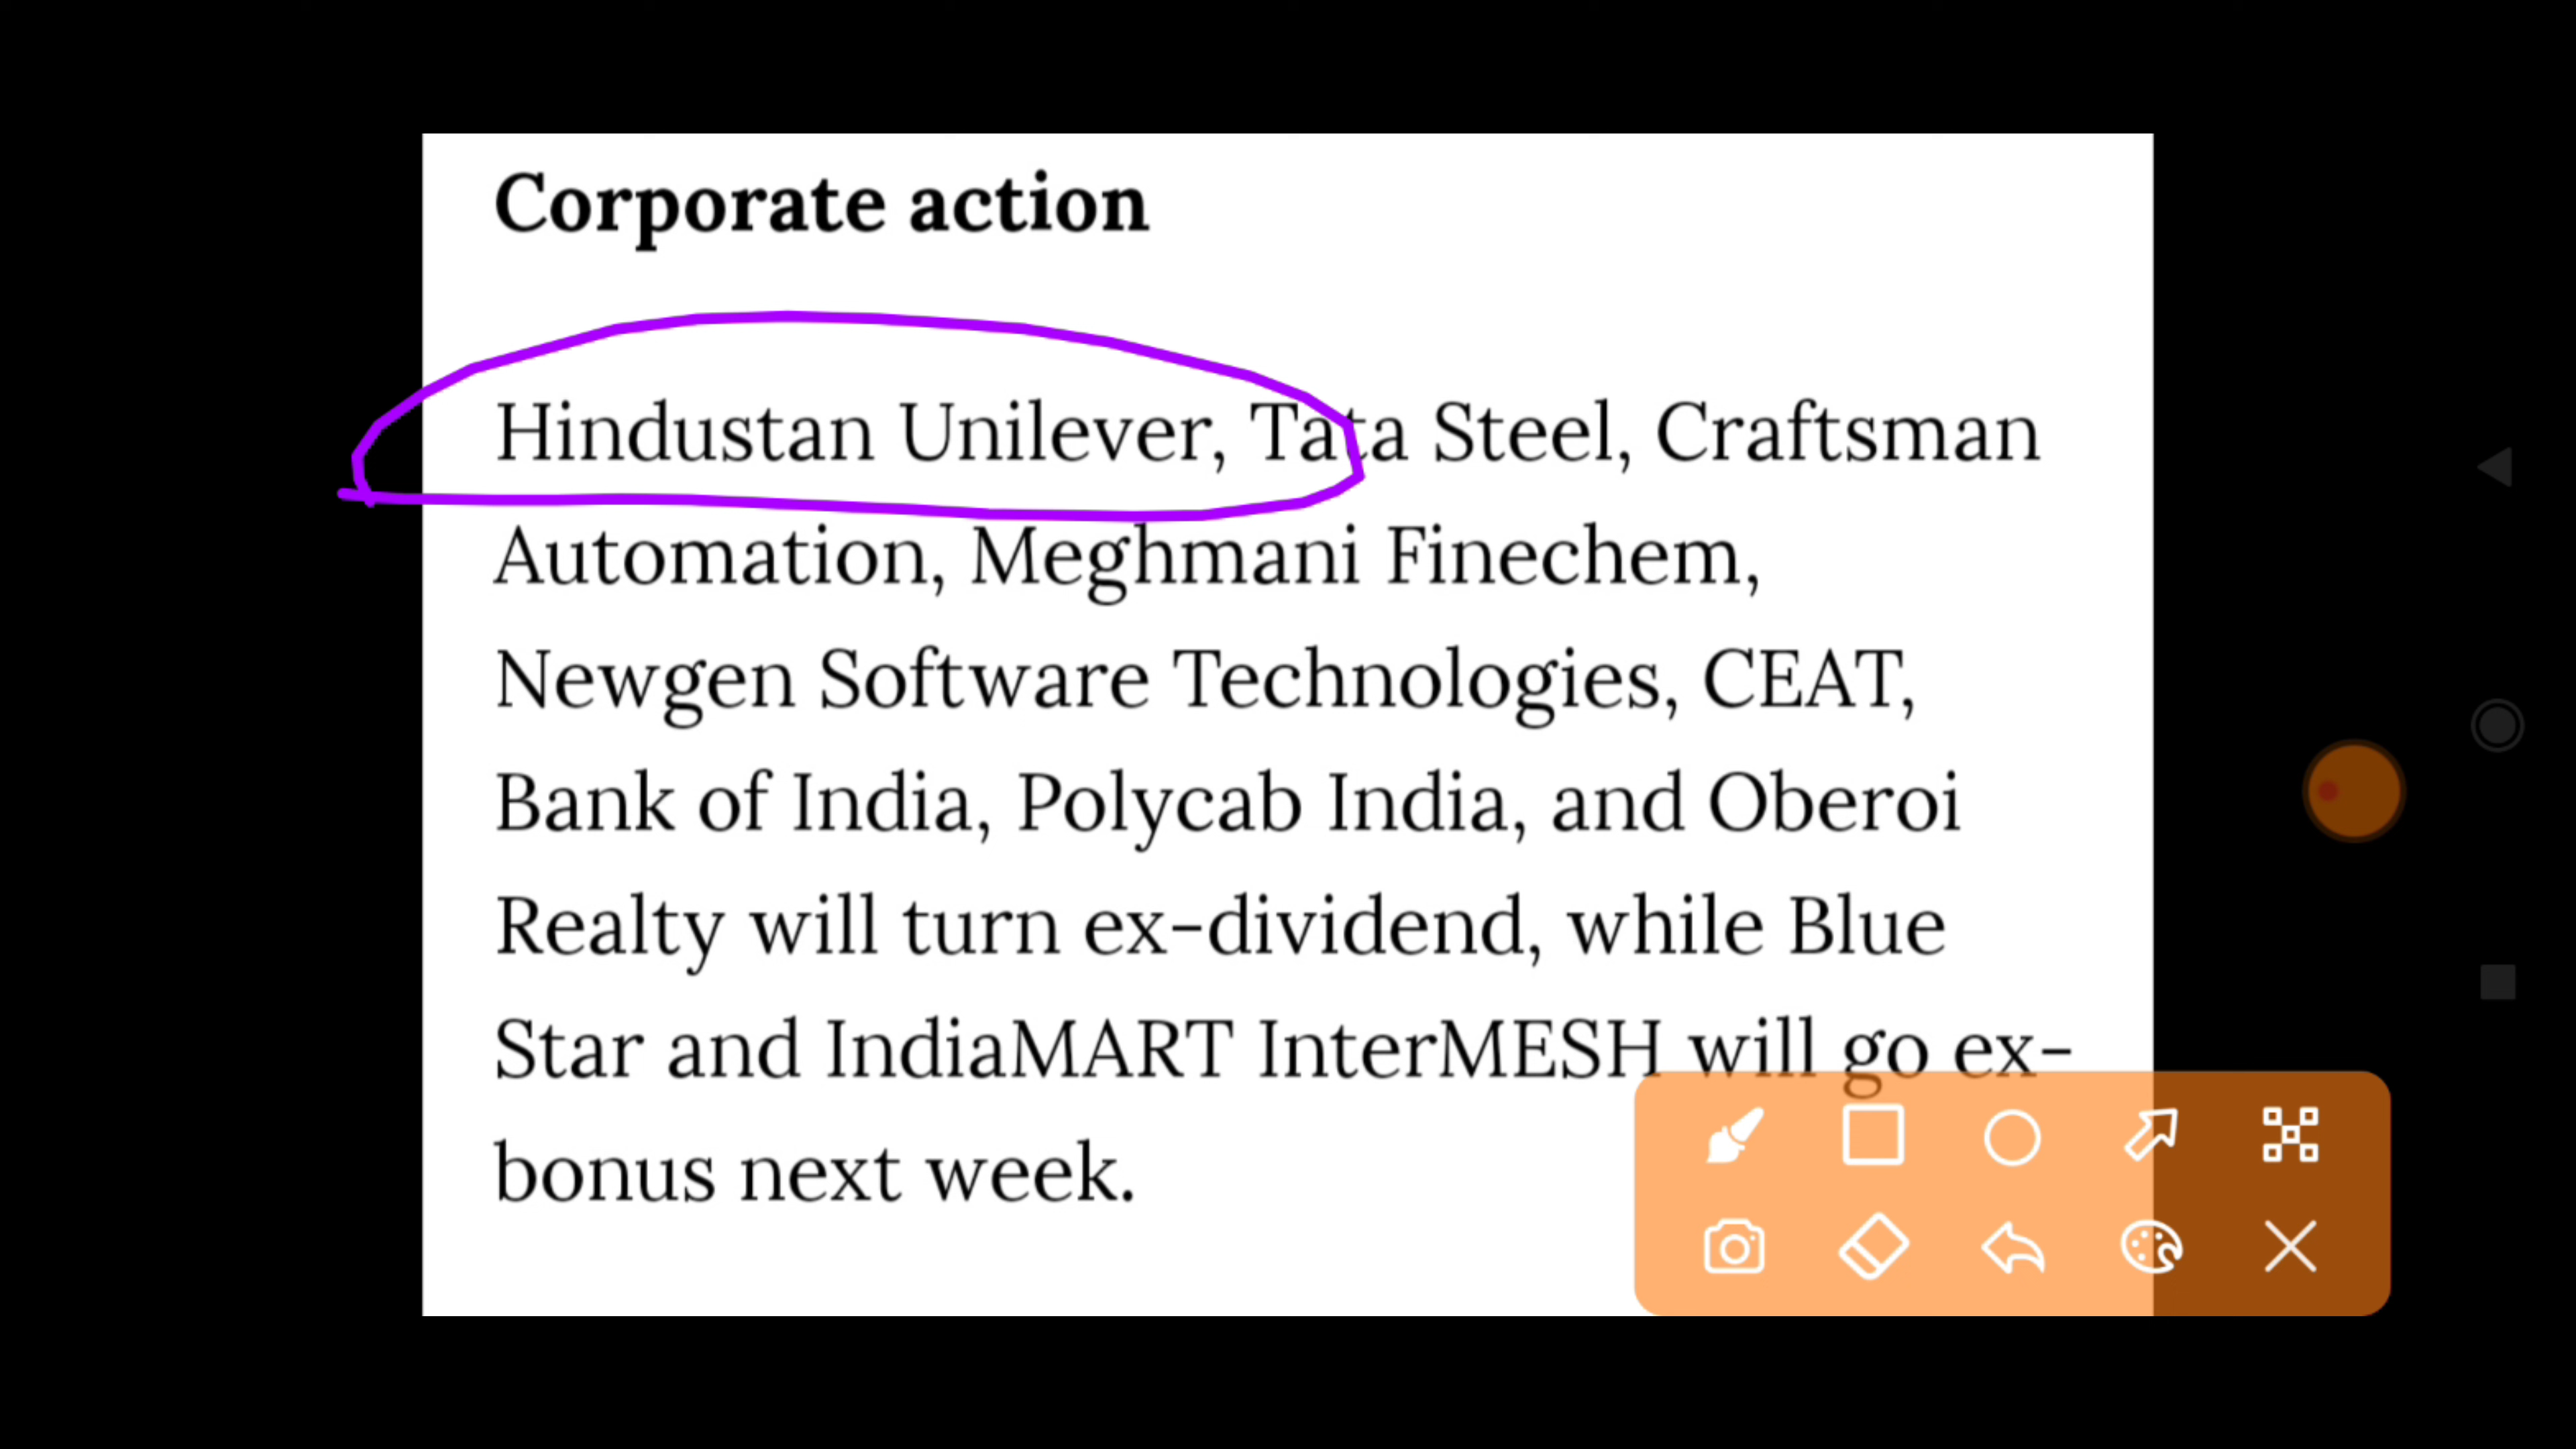 Corporate action
Hindustan Unilever, Tata Steel, Craftsman
Automation, Meghmani Finechem,
Newgen Software Technologies, CEAT,
Bank of India, Polycab India, and Oberoi
Realty will turn ex-dividend, while Blue
Star and IndiaMART InterMESH will go ex-
bonus next week.